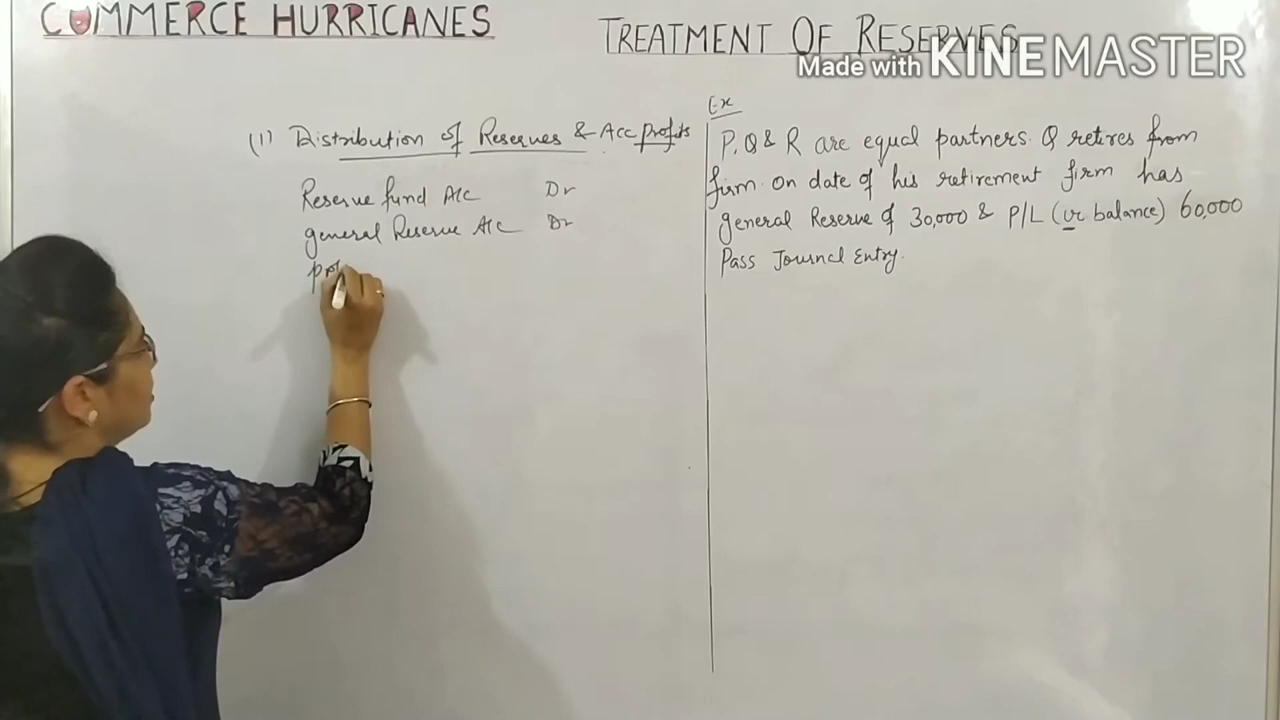 COMMERCE HURRICANES
TREATMENT OF RESERVES
Made with KINEMASTER
(1) Distribution of Reserves & Acc profits
Reserve fund A/C Dr
general Reserve A/C Dr
Ex
P, Q & R are equal partners. Q retires from
firm. On date of his retirement firm has
general Reserve of 30,000 & P/L (cr balance) 60,000
Pass Journal Entry.